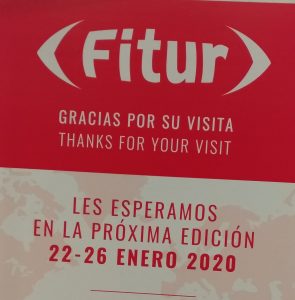 Fitur
GRACIAS POR SU VISITA
THANKS FOR YOUR VISIT
LES ESPERAMOS
EN LA PRÓXIMA EDICIÓN
22-26 ENERO 2020